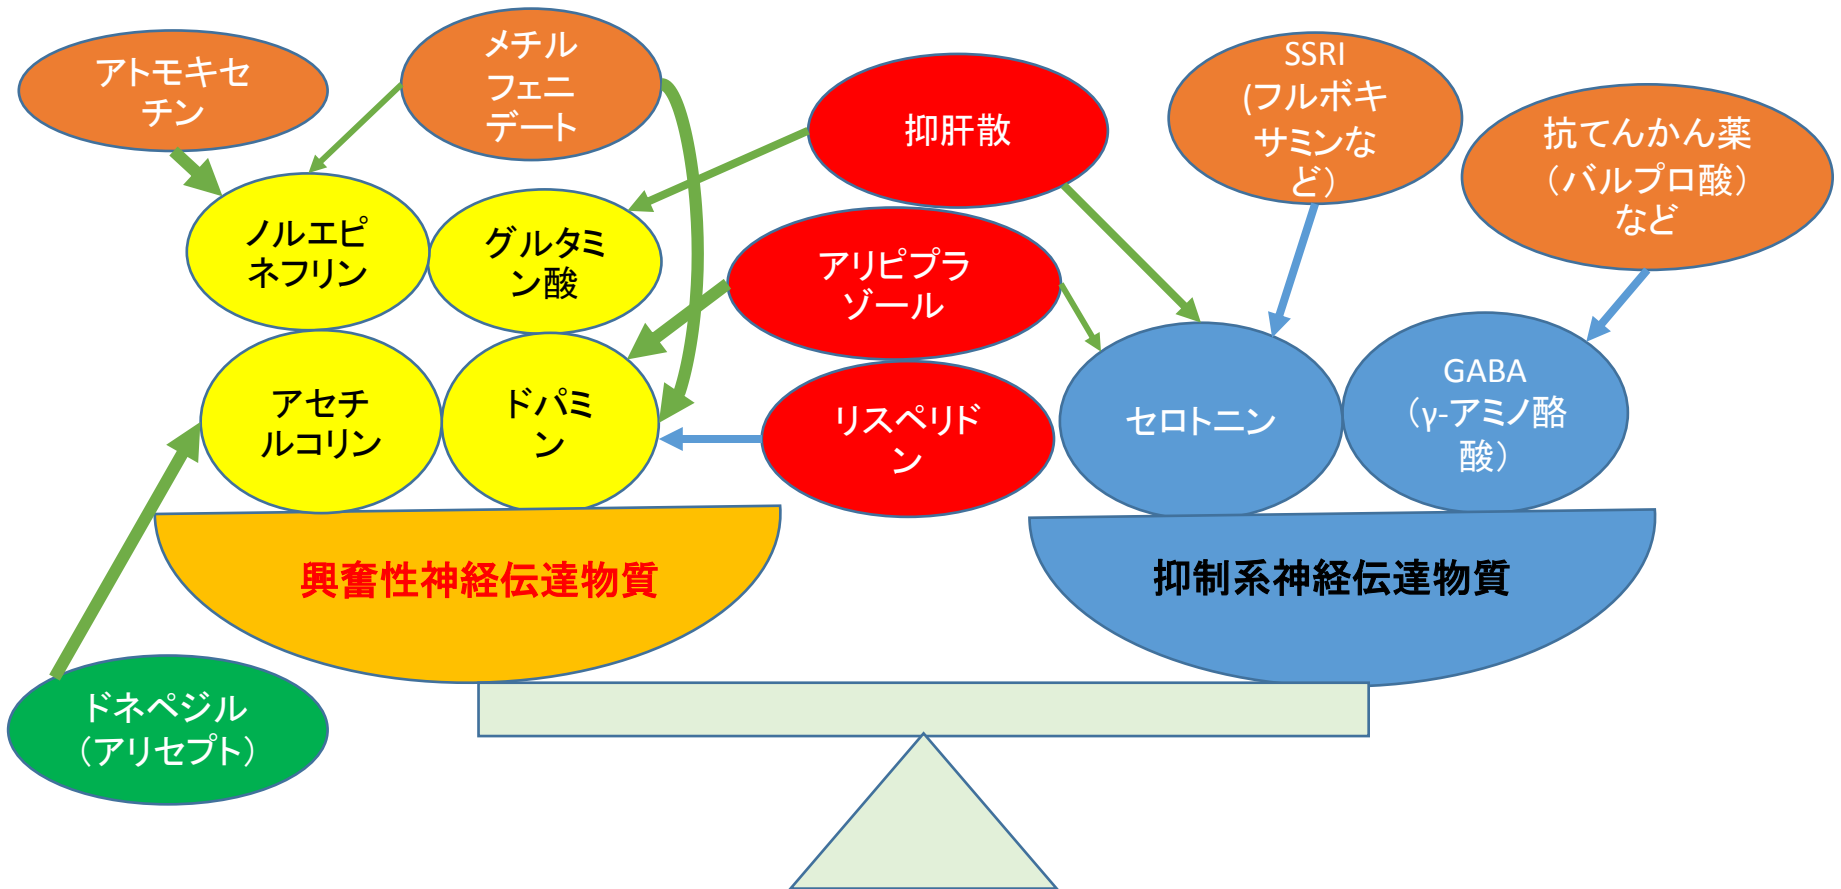 アトモキセ
チン
メチル
フェニ
デート
抑肝散
SSRI
(フルボキ
サミンな
ど）
抗てんかん薬
（バルプロ酸）
など
ノルエピ
ネフリン
グルタミ
ン酸
アリピプラ
ゾール
アセチ
ルコリン
ドパミ
ン
リスペリド
ン
セロトニン
GABA
（γ-アミノ酪
酸）
興奮性神経伝達物質
抑制系神経伝達物質
ドネペジル
（アリセプト）